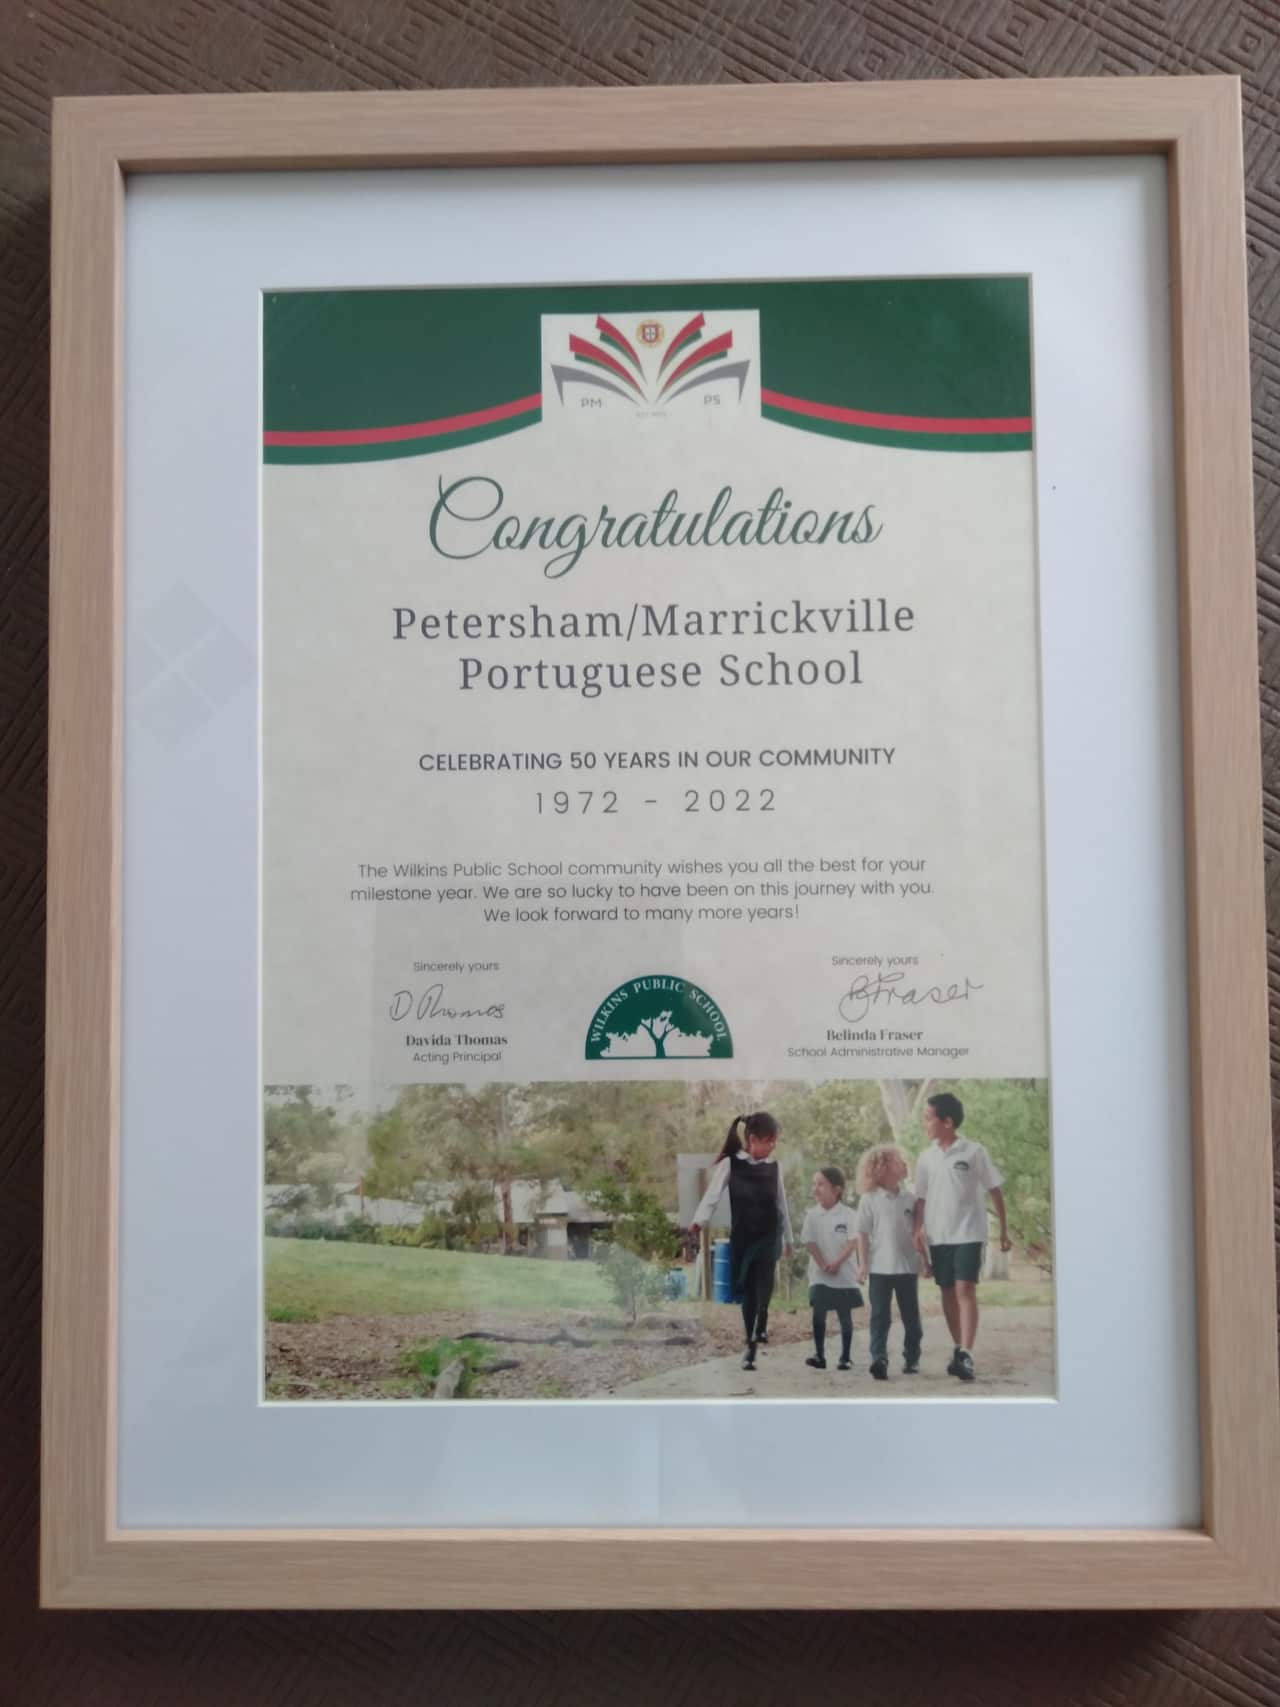 PM PS
Congratulations
Petersham/Marrickville
Portuguese School
CELEBRATING 50 YEARS IN OUR COMMUNITY
1972 - 2022
The Wilkins Public School community wishes you all the best for your
milestone year. We are so lucky to have been on this journey with you.
We look forward to many more years!
Sincerely yours
D Thomas
Davida Thomas
Acting Principal
WILKINS PUBLIC SCHOOL
Sincerely yours
BFraser
Belinda Fraser
School Administrative Manager